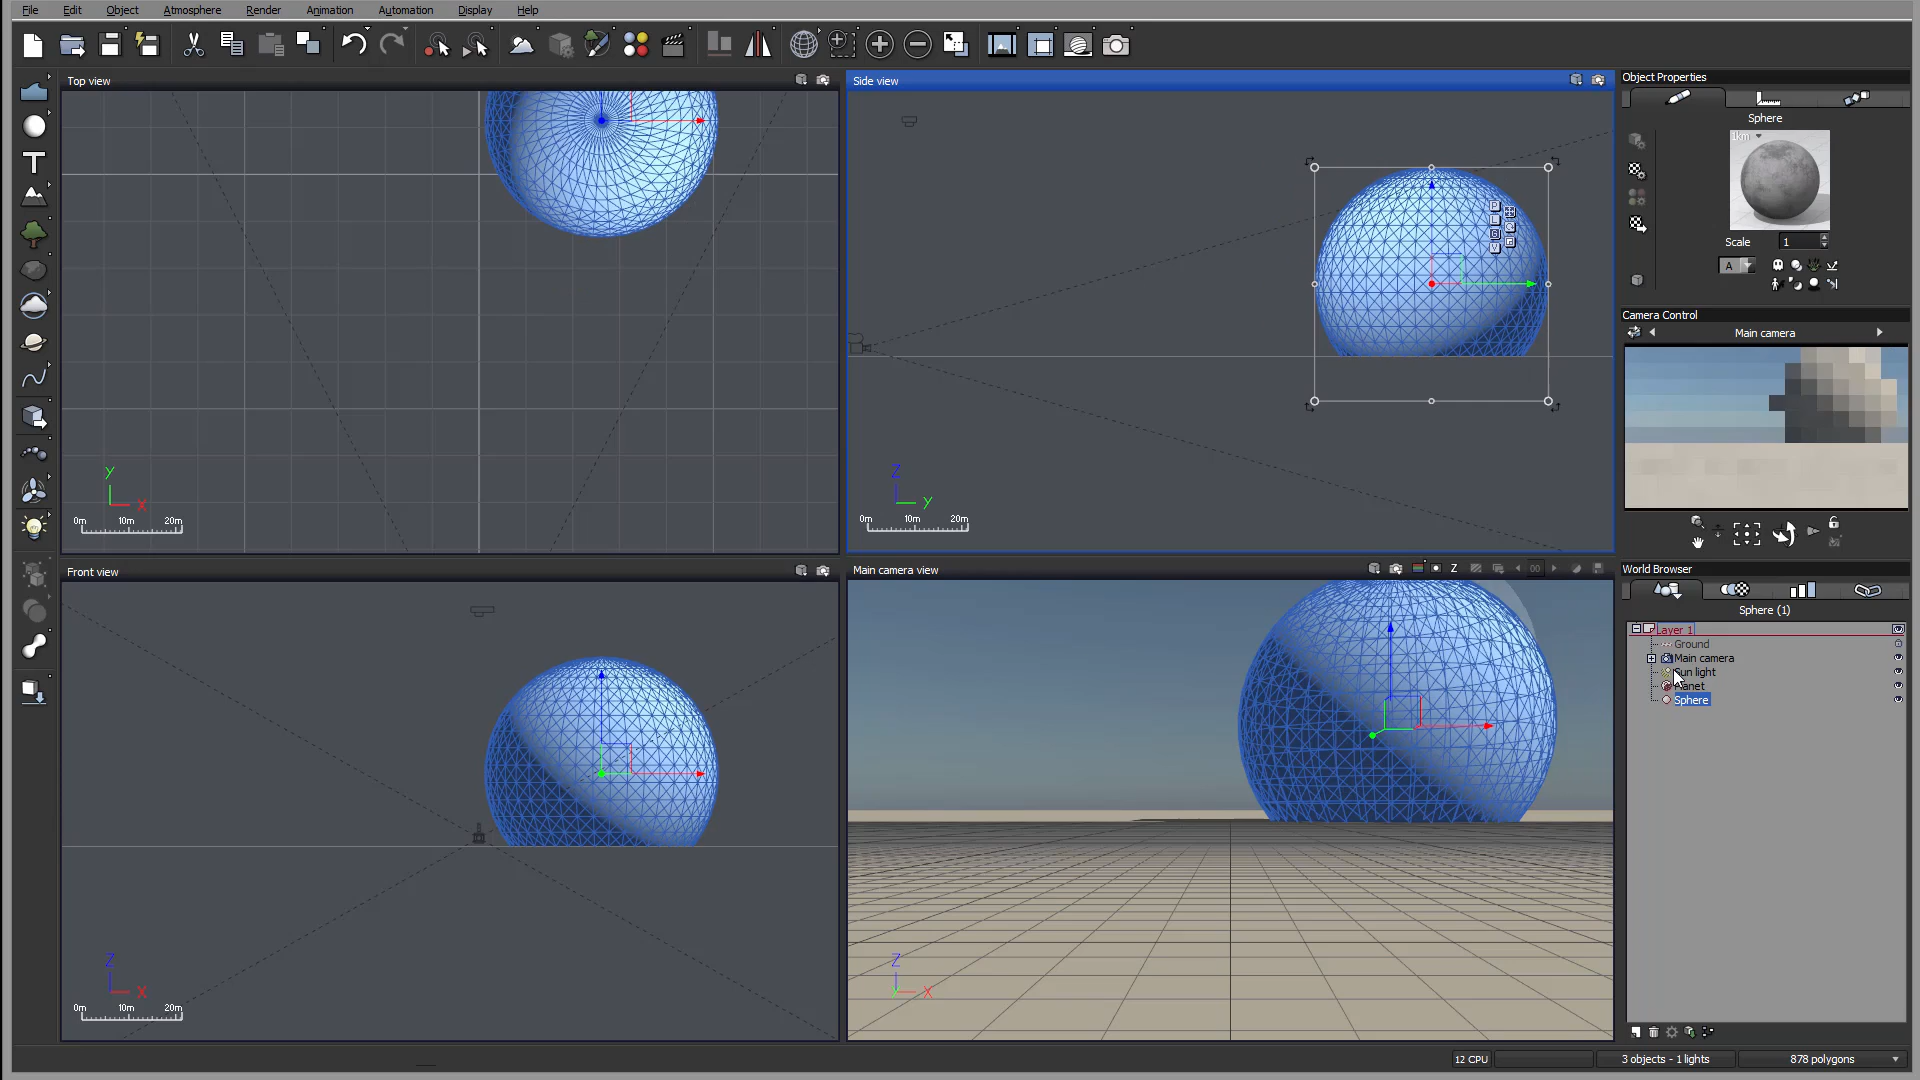 File Edit Object Atmosphere Render Animation Automation Display Help
Top view
Side view
Object Properties
Sphere
1km
Scale 1
A
P
L
G
V
Y
X
0m 10m 20m
Z
Y
0m 10m 20m
Camera Control
Main camera
Front view
Main camera view
Z
00
World Browser
Sphere (1)
Layer 1
Ground
Main camera
Sun light
Planet
Sphere
Z
X
0m 10m 20m
Z
Y
X
12 CPU
3 objects - 1 lights
878 polygons